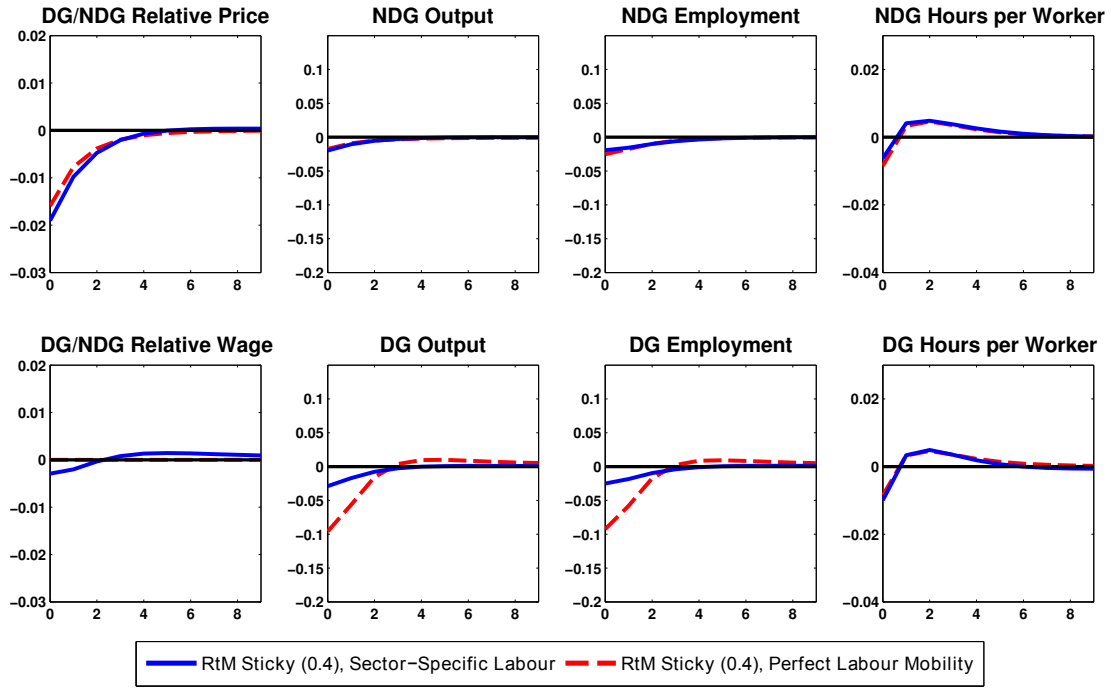 DG/NDG Relative Price
0.02
0.01
0
−0.01
−0.02
−0.03
0 2 4 6 8
NDG Output
0.1
0.05
0
−0.05
−0.1
−0.15
−0.2
0 2 4 6 8
NDG Employment
0.1
0.05
0
−0.05
−0.1
−0.15
−0.2
0 2 4 6 8
NDG Hours per Worker
0.02
0
−0.02
−0.04
0 2 4 6 8
DG/NDG Relative Wage
0.02
0.01
0
−0.01
−0.02
−0.03
0 2 4 6 8
DG Output
0.1
0.05
0
−0.05
−0.1
−0.15
−0.2
0 2 4 6 8
DG Employment
0.1
0.05
0
−0.05
−0.1
−0.15
−0.2
0 2 4 6 8
DG Hours per Worker
0.02
0
−0.02
−0.04
0 2 4 6 8
RtM Sticky (0.4), Sector−Specific Labour
RtM Sticky (0.4), Perfect Labour Mobility